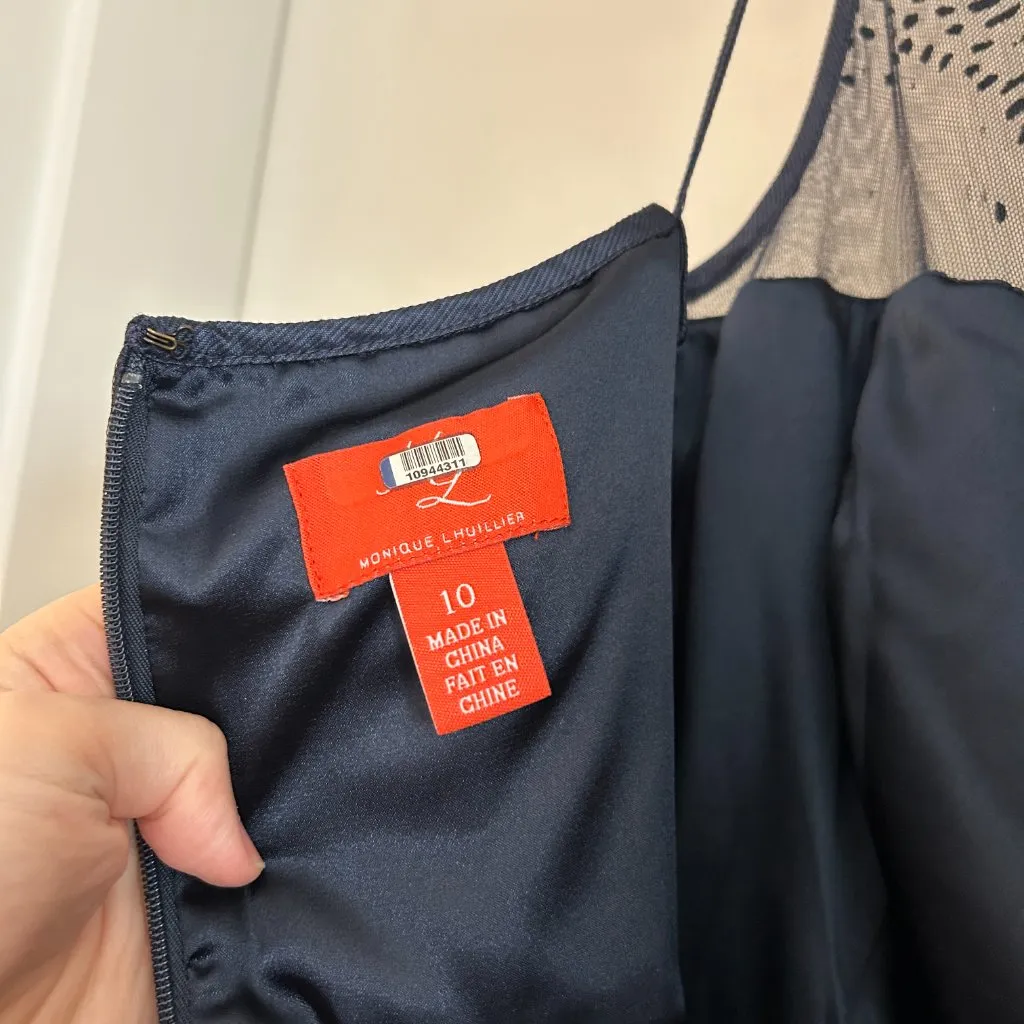 10944311
ML
MONIQUE LHUILLIER
10
MADE IN
CHINA
FAIT EN
CHINE